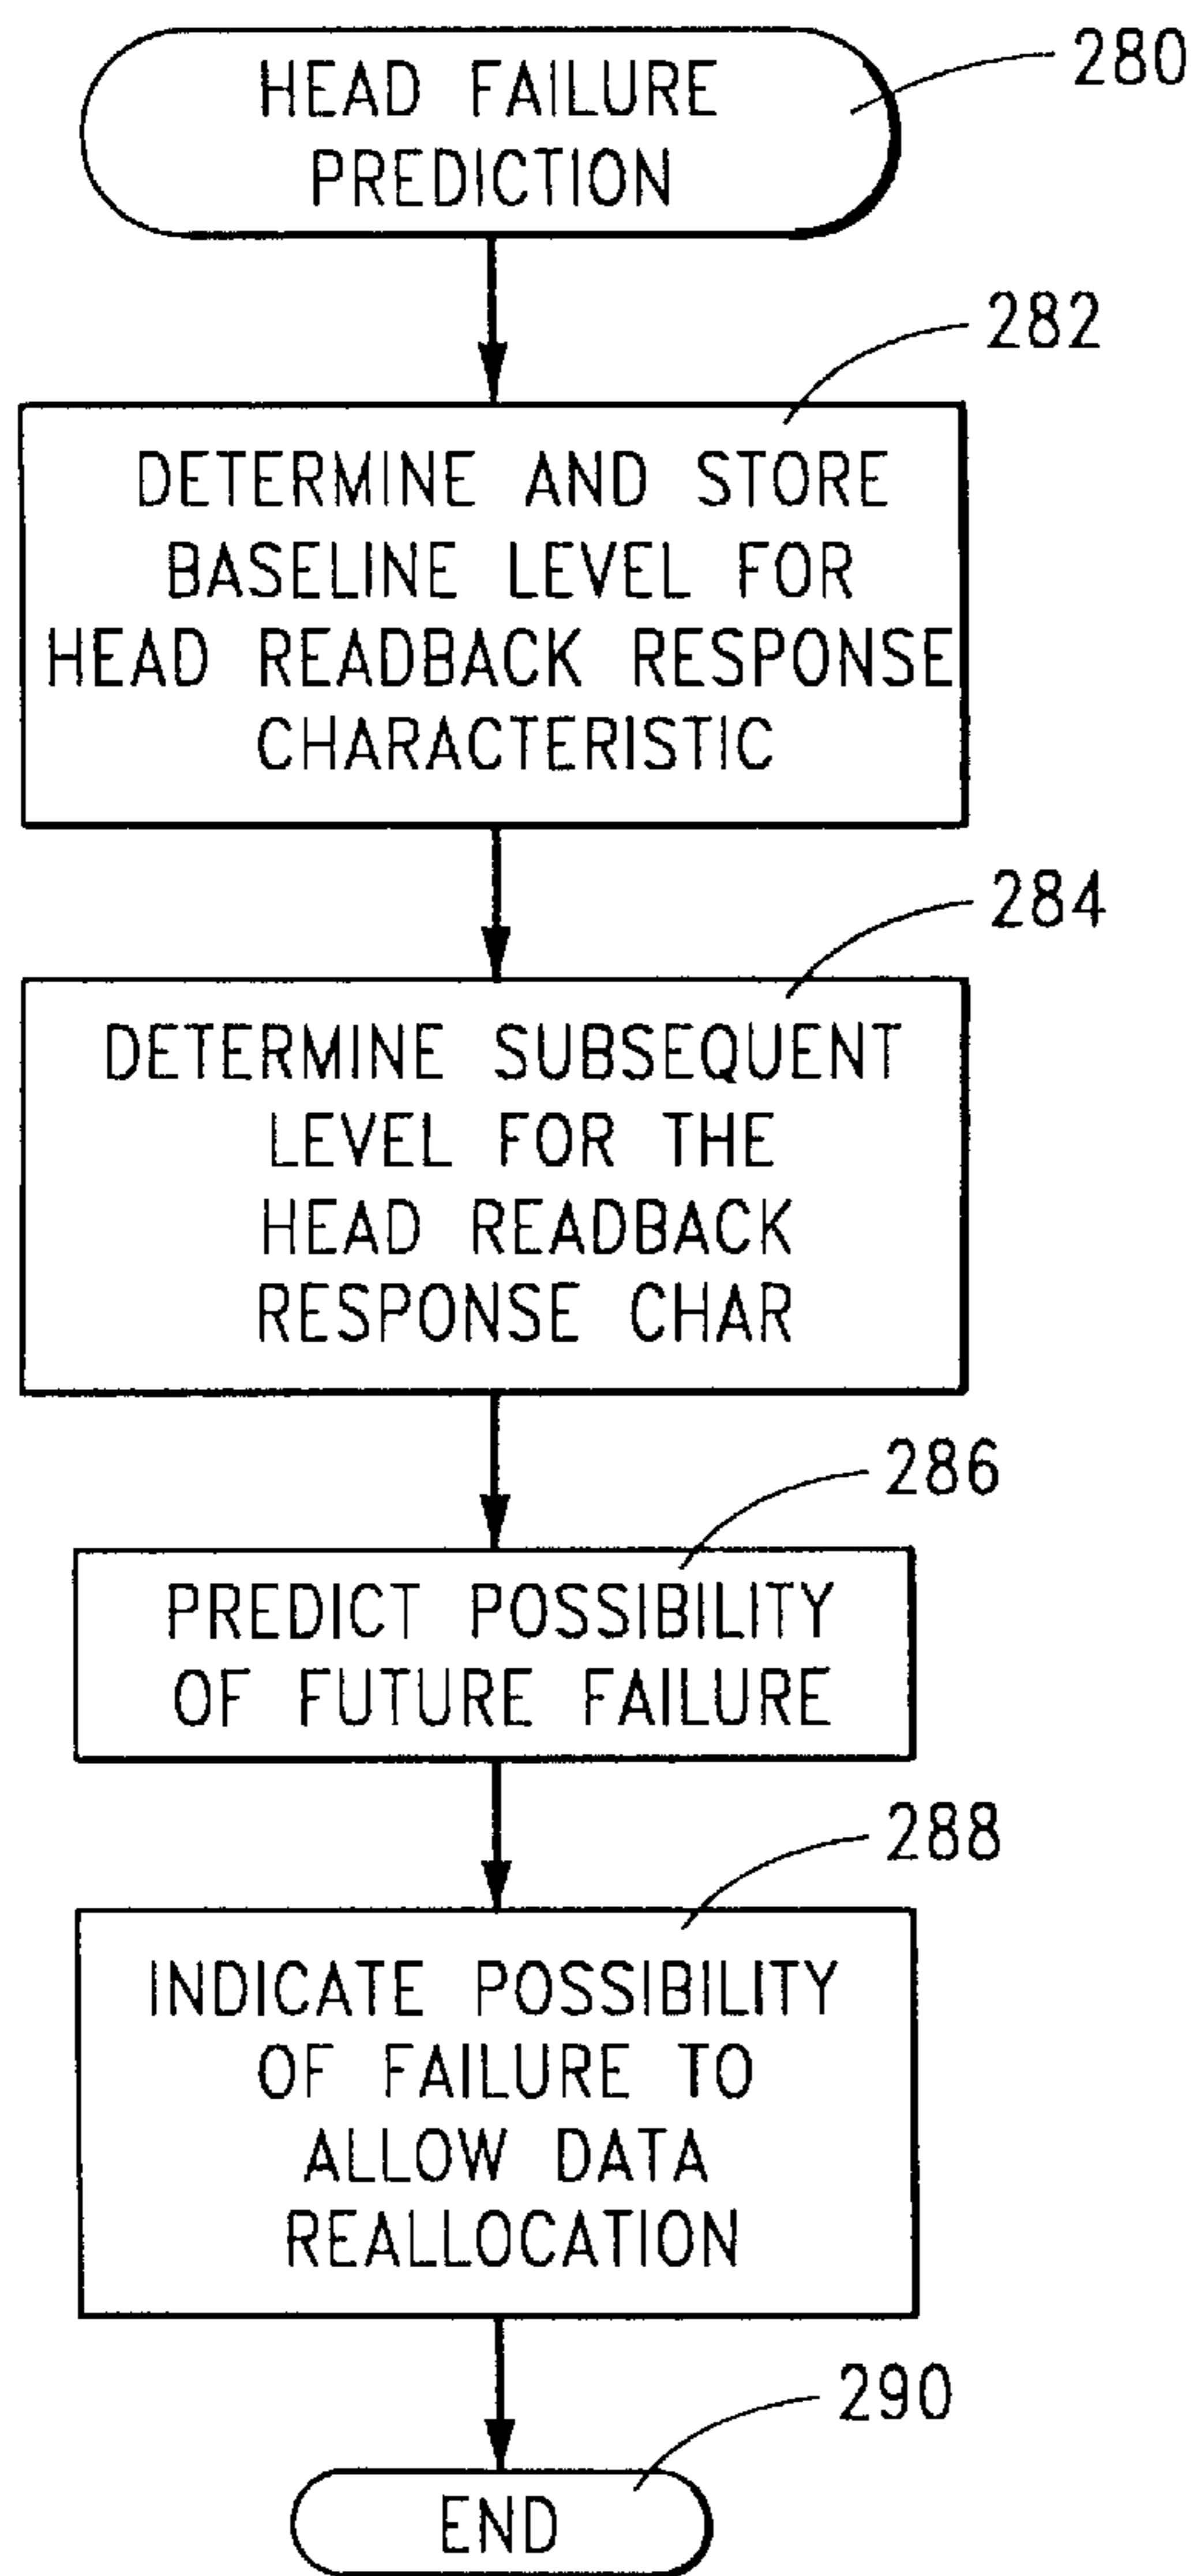 HEAD FAILURE
PREDICTION
280
282
DETERMINE AND STORE
BASELINE LEVEL FOR
HEAD READBACK RESPONSE
CHARACTERISTIC
284
DETERMINE SUBSEQUENT
LEVEL FOR THE
HEAD READBACK
RESPONSE CHAR
286
PREDICT POSSIBILITY
OF FUTURE FAILURE
288
INDICATE POSSIBILITY
OF FAILURE TO
ALLOW DATA
REALLOCATION
290
END